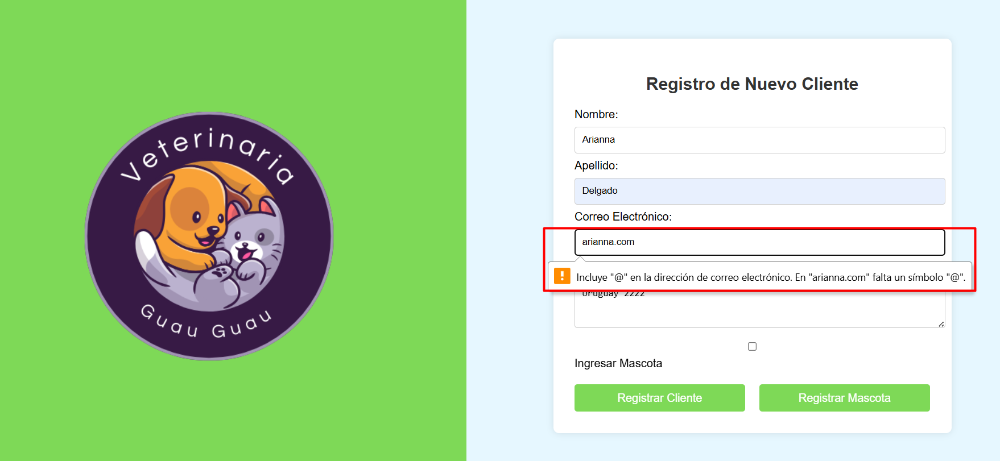 Veterinaria
Guau Guau
Registro de Nuevo Cliente
Nombre:
Arianna
Apellido:
Delgado
Correo Electrónico:
arianna.com
Incluye "@" en la dirección de correo electrónico. En "arianna.com" falta un símbolo "@".
Uruguay 2222
Ingresar Mascota
Registrar Cliente
Registrar Mascota